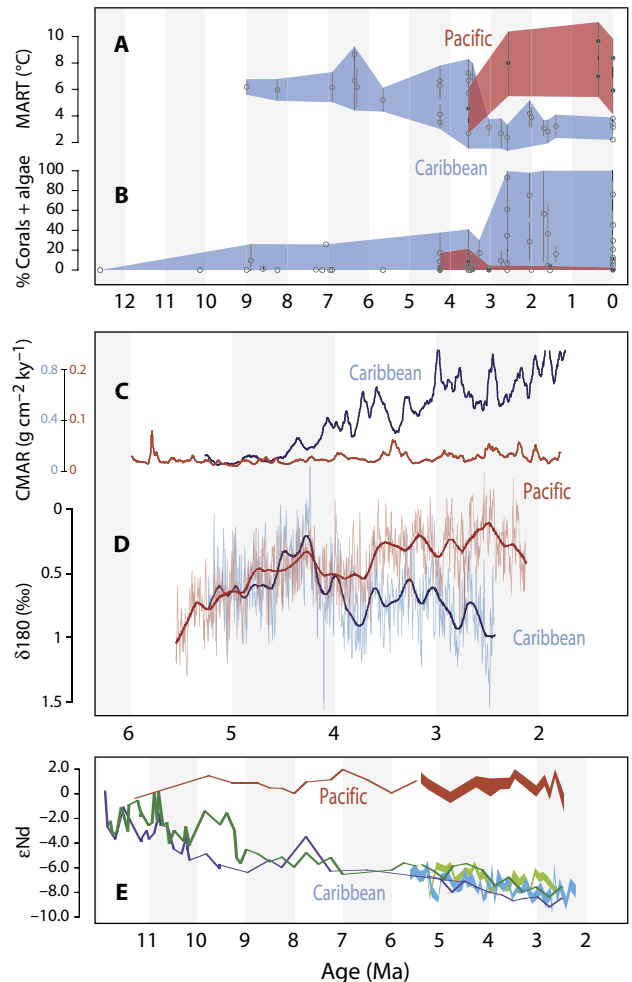 A
Pacific
MART (°C)
10
8
6
4
2
B
Caribbean
% Corals + algae
100
80
60
40
20
0
12 11 10 9 8 7 6 5 4 3 2 1 0
C
Caribbean
CMAR (g cm−2 ky−1)
0.8 0.2
0.4 0.1
0 0
D
Pacific
δ180 (‰)
0
0.5
1
1.5
Caribbean
6 5 4 3 2
εNd
2.0
0
−2.0
−4.0
−6.0
−8.0
−10.0
Pacific
Caribbean
E
11 10 9 8 7 6 5 4 3 2
Age (Ma)